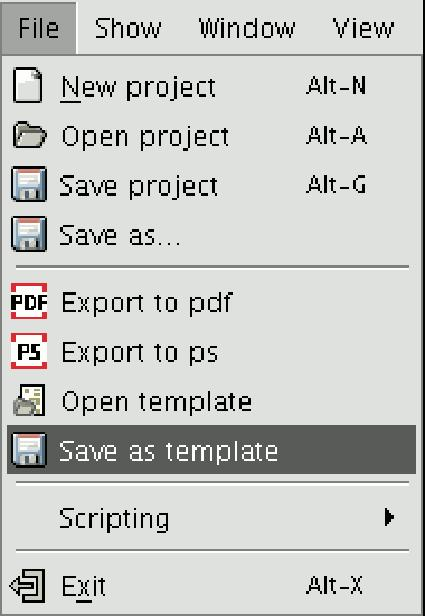 File Show Window View
New project Alt-N
Open project Alt-A
Save project Alt-G
Save as...
PDF Export to pdf
PS Export to ps
Open template
Save as template
Scripting
Exit Alt-X